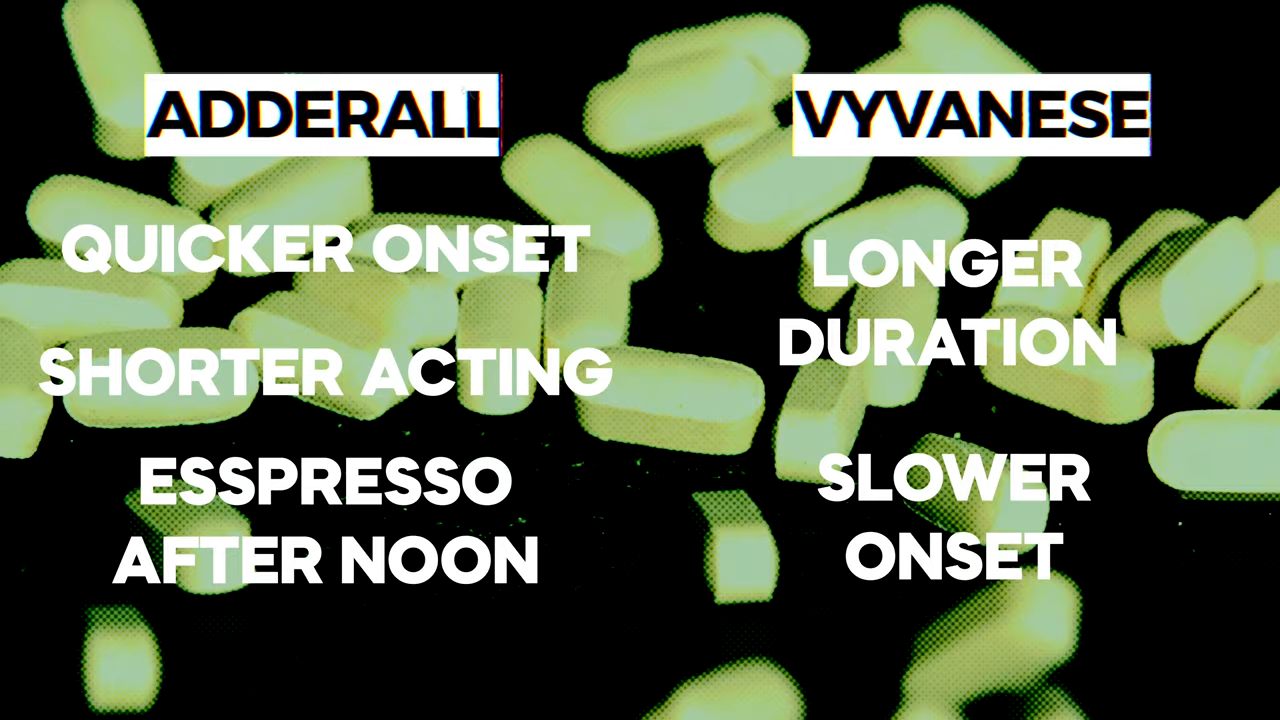 ADDERALL
QUICKER ONSET
SHORTER ACTING
ESSPRESSO
AFTER NOON
VYVANESE
LONGER
DURATION
SLOWER
ONSET